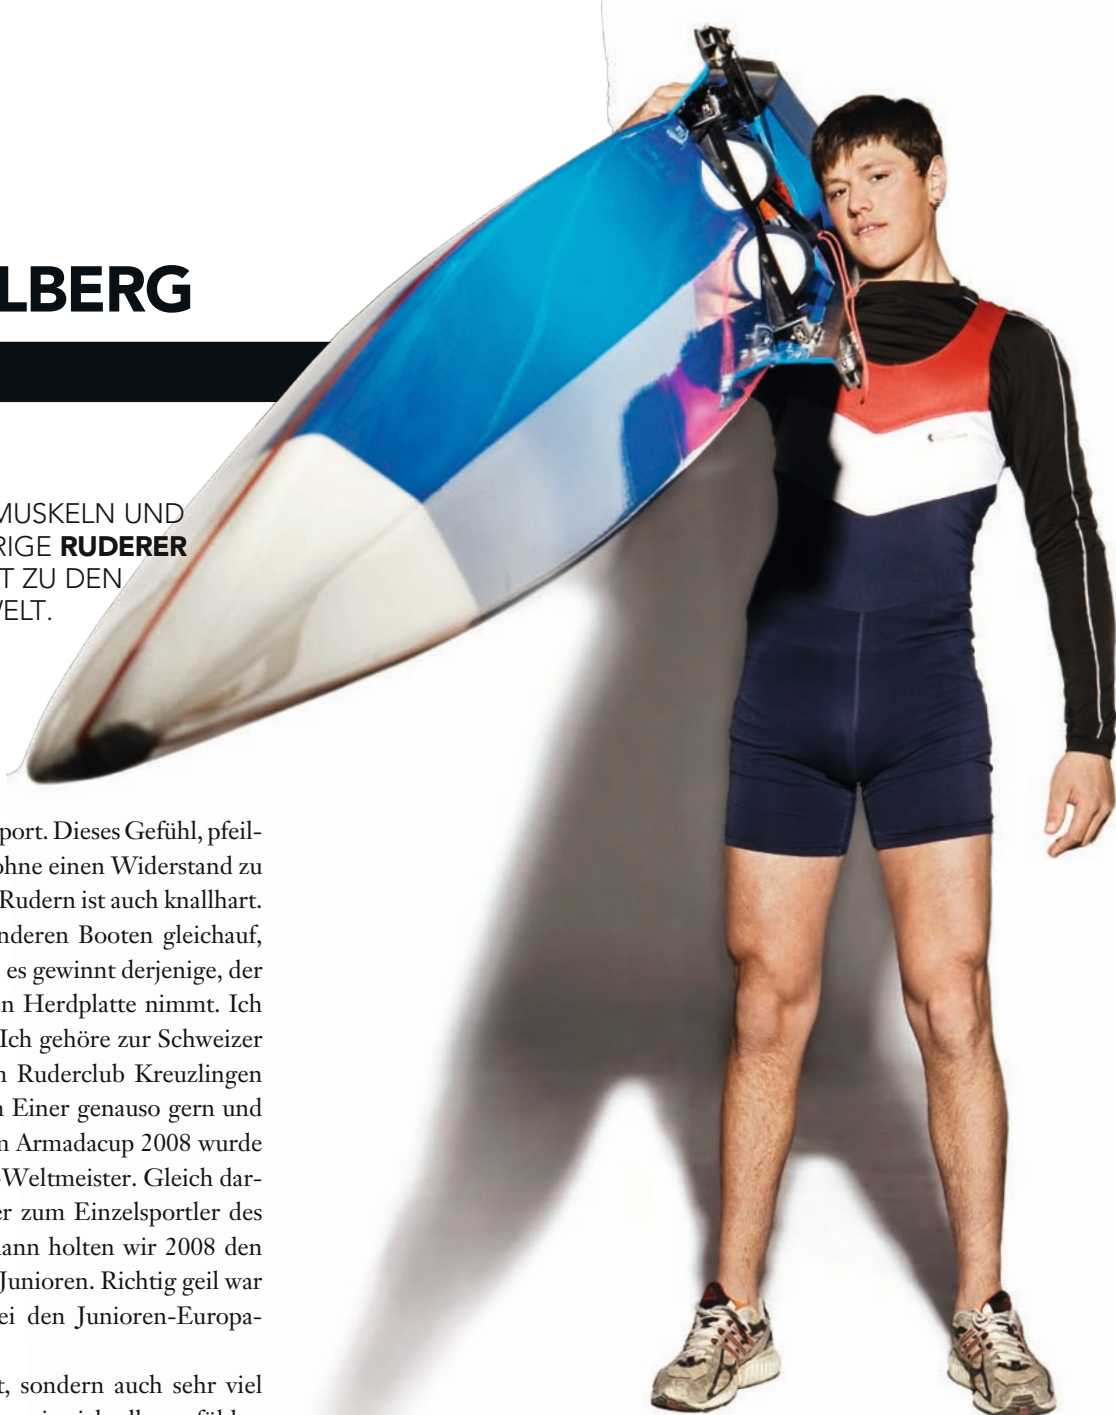 LBERG
MUSKELN UND
RIGE RUDERER
T ZU DEN
WELT.
port. Dieses Gefühl, pfeil-
ohne einen Widerstand zu
Rudern ist auch knallhart.
nderen Booten gleichauf,
es gewinnt derjenige, der
en Herdplatte nimmt. Ich
Ich gehöre zur Schweizer
n Ruderclub Kreuzlingen
n Einer genauso gern und
m Armadacup 2008 wurde
-Weltmeister. Gleich dar-
er zum Einzelsportler des
dann holten wir 2008 den
Junioren. Richtig geil war
ei den Junioren-Europa-
t, sondern auch sehr viel